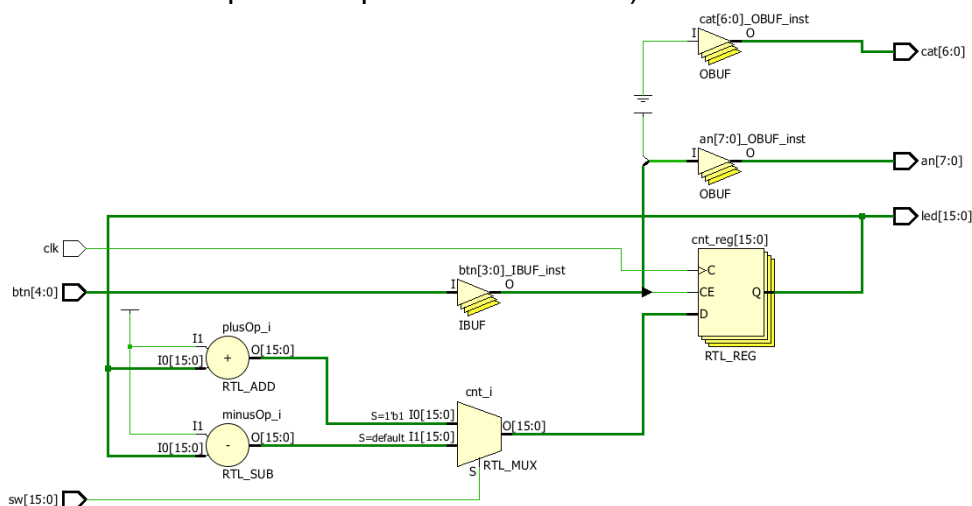 cat[6:0]_OBUF_inst
I
O
OBUF
cat[6:0]
an[7:0]_OBUF_inst
I
O
OBUF
an[7:0]
led[15:0]
clk
cnt_reg[15:0]
>C
CE
Q
D
RTL_REG
btn[4:0]
btn[3:0]_IBUF_inst
I
O
IBUF
plusOp_i
I1
I0[15:0]
+
O[15:0]
RTL_ADD
minusOp_i
I1
I0[15:0]
-
O[15:0]
RTL_SUB
cnt_i
S=1'b1 I0[15:0]
S=default I1[15:0]
O[15:0]
S
RTL_MUX
sw[15:0]